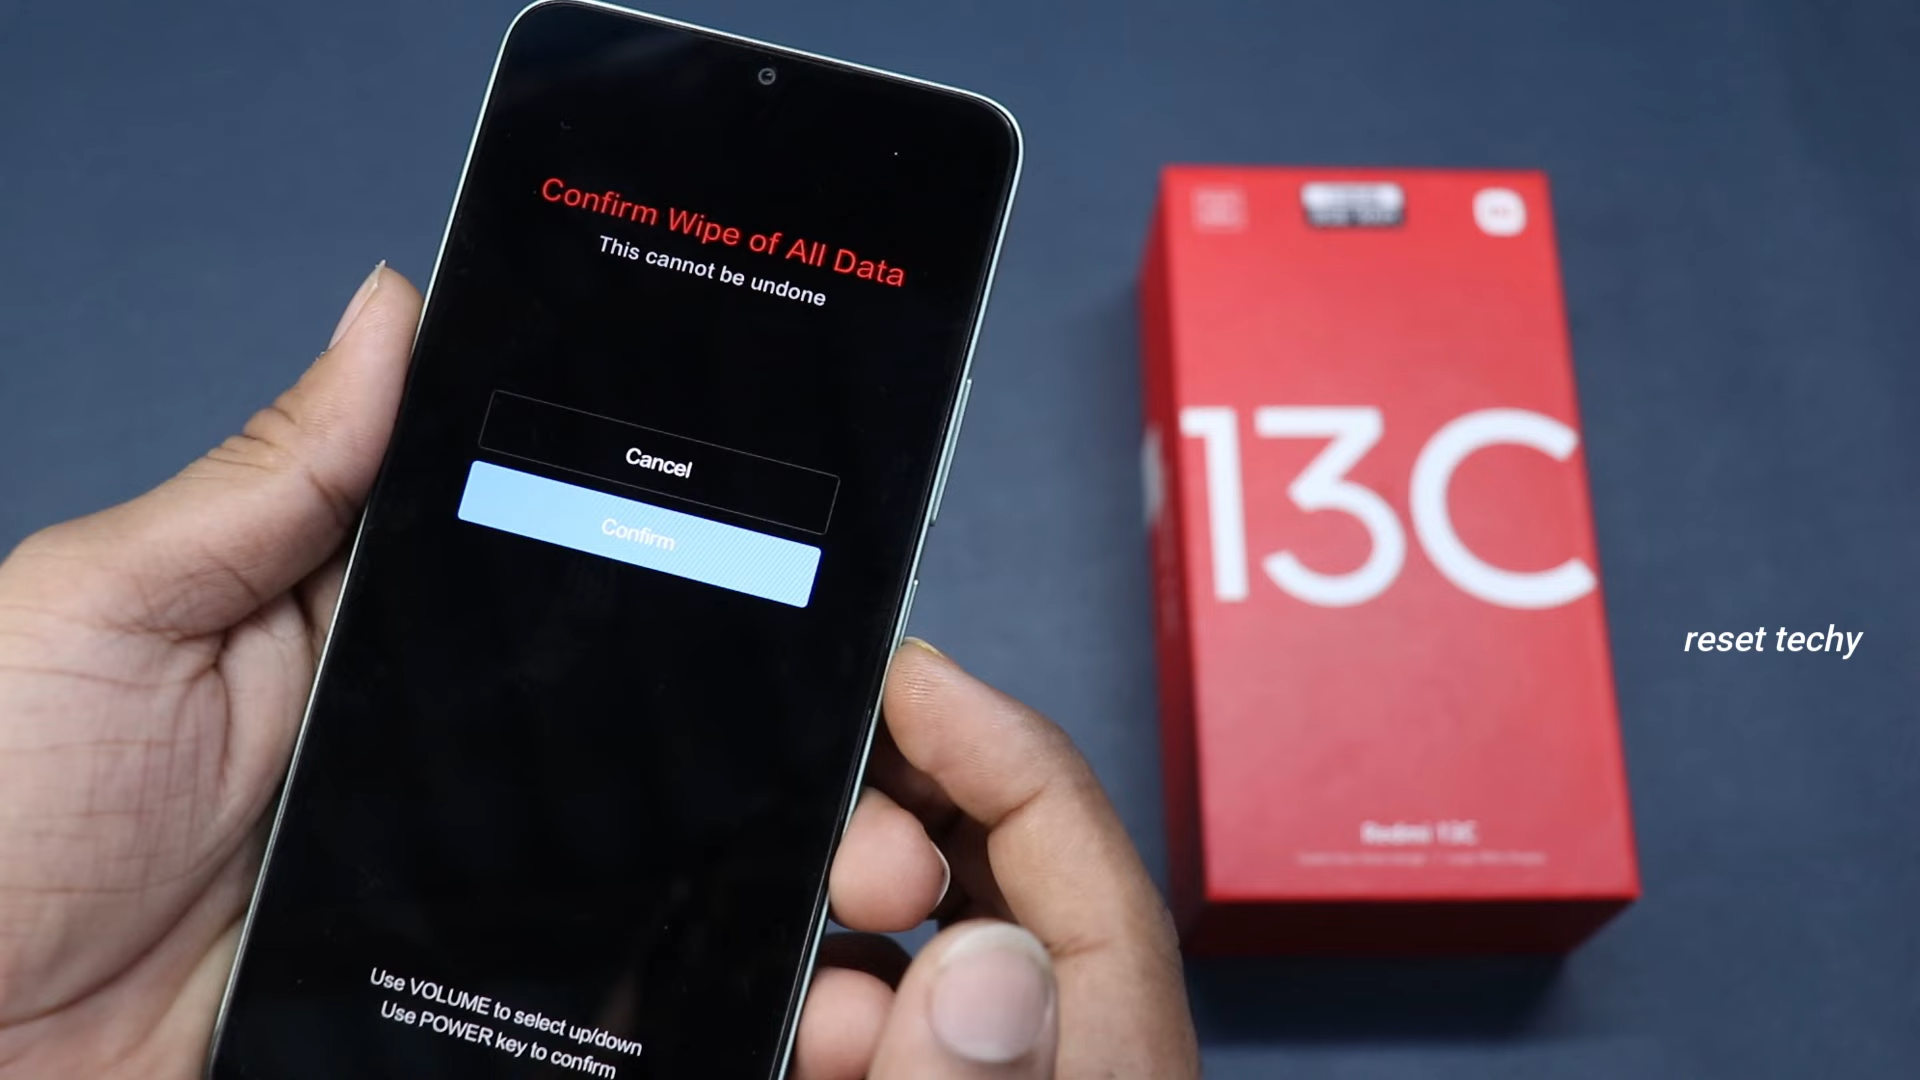 Confirm Wipe of All Data
This cannot be undone
Cancel
Confirm
Use VOLUME to select up/down
Use POWER key to confirm
13C
Redmi 13C
reset techy